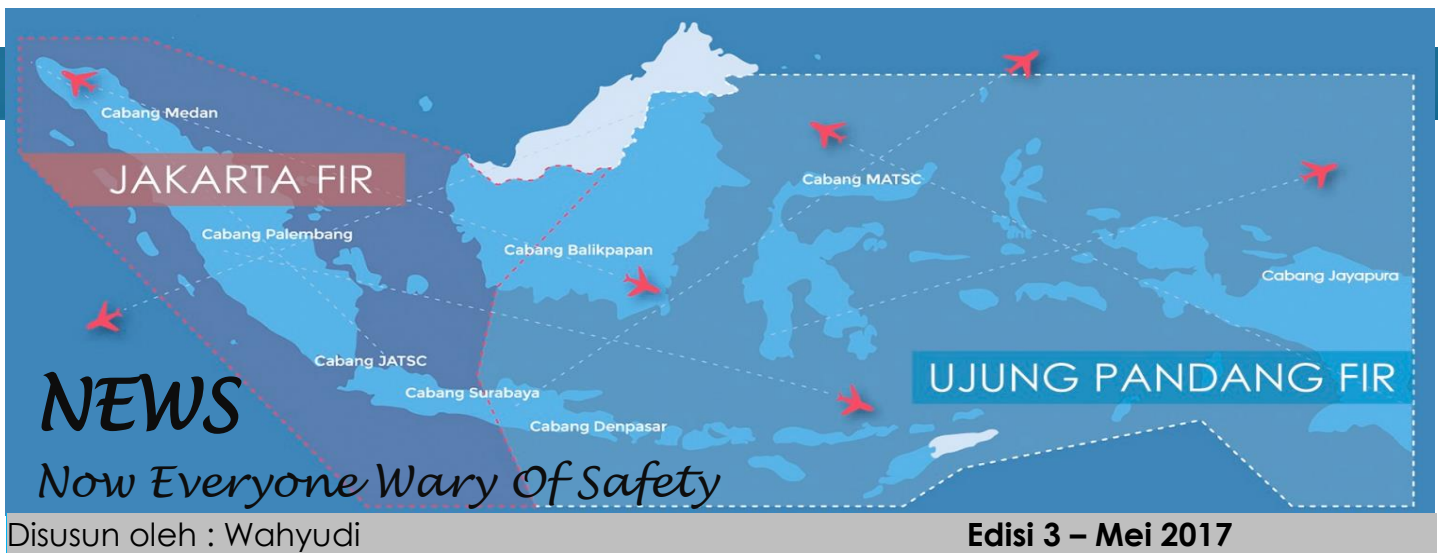 Cabang Medan
JAKARTA FIR
Cabang MATSC
Cabang Palembang
Cabang Balikpapan
Cabang Jayapura
Cabang JATSC
UJUNG PANDANG FIR
Cabang Surabaya
NEWS
Cabang Denpasar
Now Everyone Wary Of Safety
Disusun oleh : Wahyudi
Edisi 3 – Mei 2017